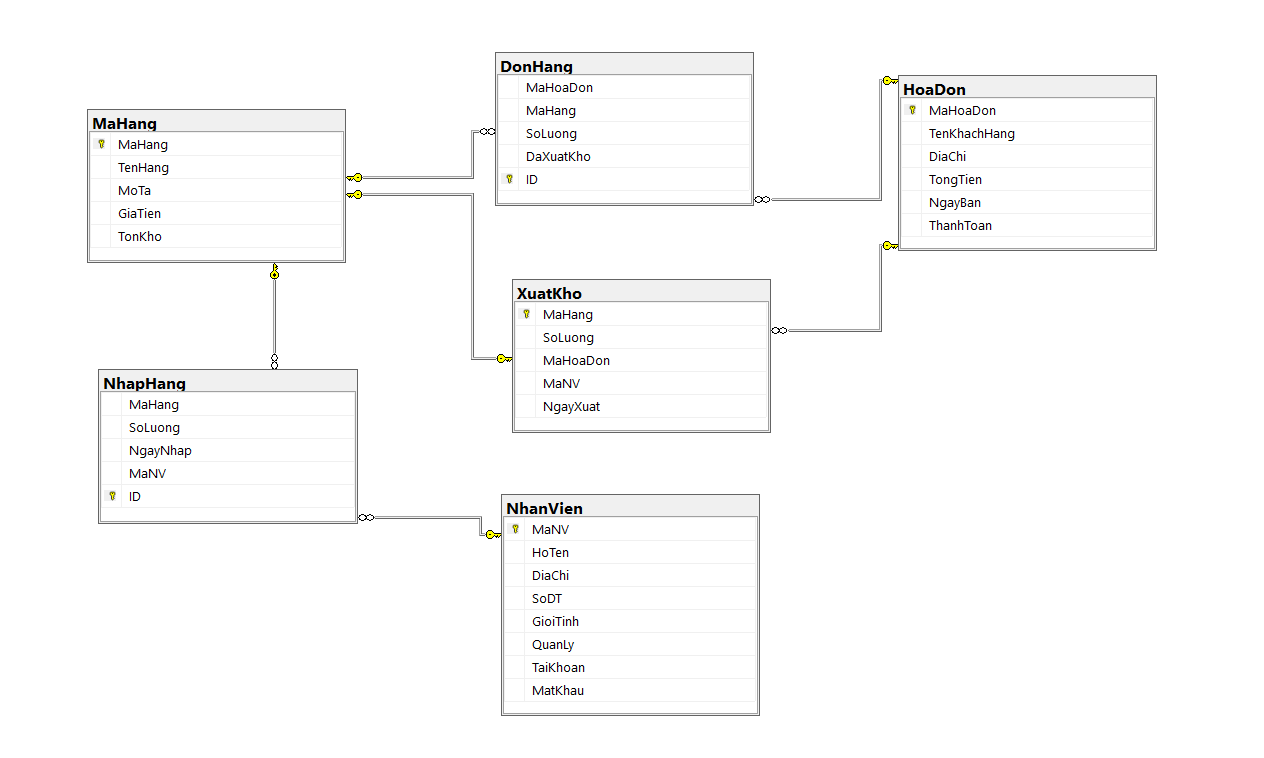 MaHang
MaHang
TenHang
MoTa
GiaTien
TonKho
DonHang
MaHoaDon
MaHang
SoLuong
DaXuatKho
ID
HoaDon
MaHoaDon
TenKhachHang
DiaChi
TongTien
NgayBan
ThanhToan
XuatKho
MaHang
SoLuong
MaHoaDon
MaNV
NgayXuat
NhapHang
MaHang
SoLuong
NgayNhap
MaNV
ID
NhanVien
MaNV
HoTen
DiaChi
SoDT
GioiTinh
QuanLy
TaiKhoan
MatKhau